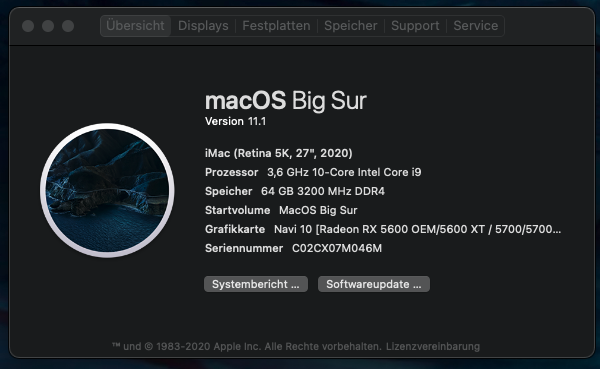 Übersicht Displays Festplatten Speicher Support Service
macOS Big Sur
Version 11.1
iMac (Retina 5K, 27", 2020)
Prozessor 3,6 GHz 10-Core Intel Core i9
Speicher 64 GB 3200 MHz DDR4
Startvolume MacOS Big Sur
Grafikkarte Navi 10 [Radeon RX 5600 OEM/5600 XT / 5700/5700...
Seriennummer C02CX07M046M
Systembericht ... Softwareupdate ...
™ und © 1983-2020 Apple Inc. Alle Rechte vorbehalten. Lizenzvereinbarung